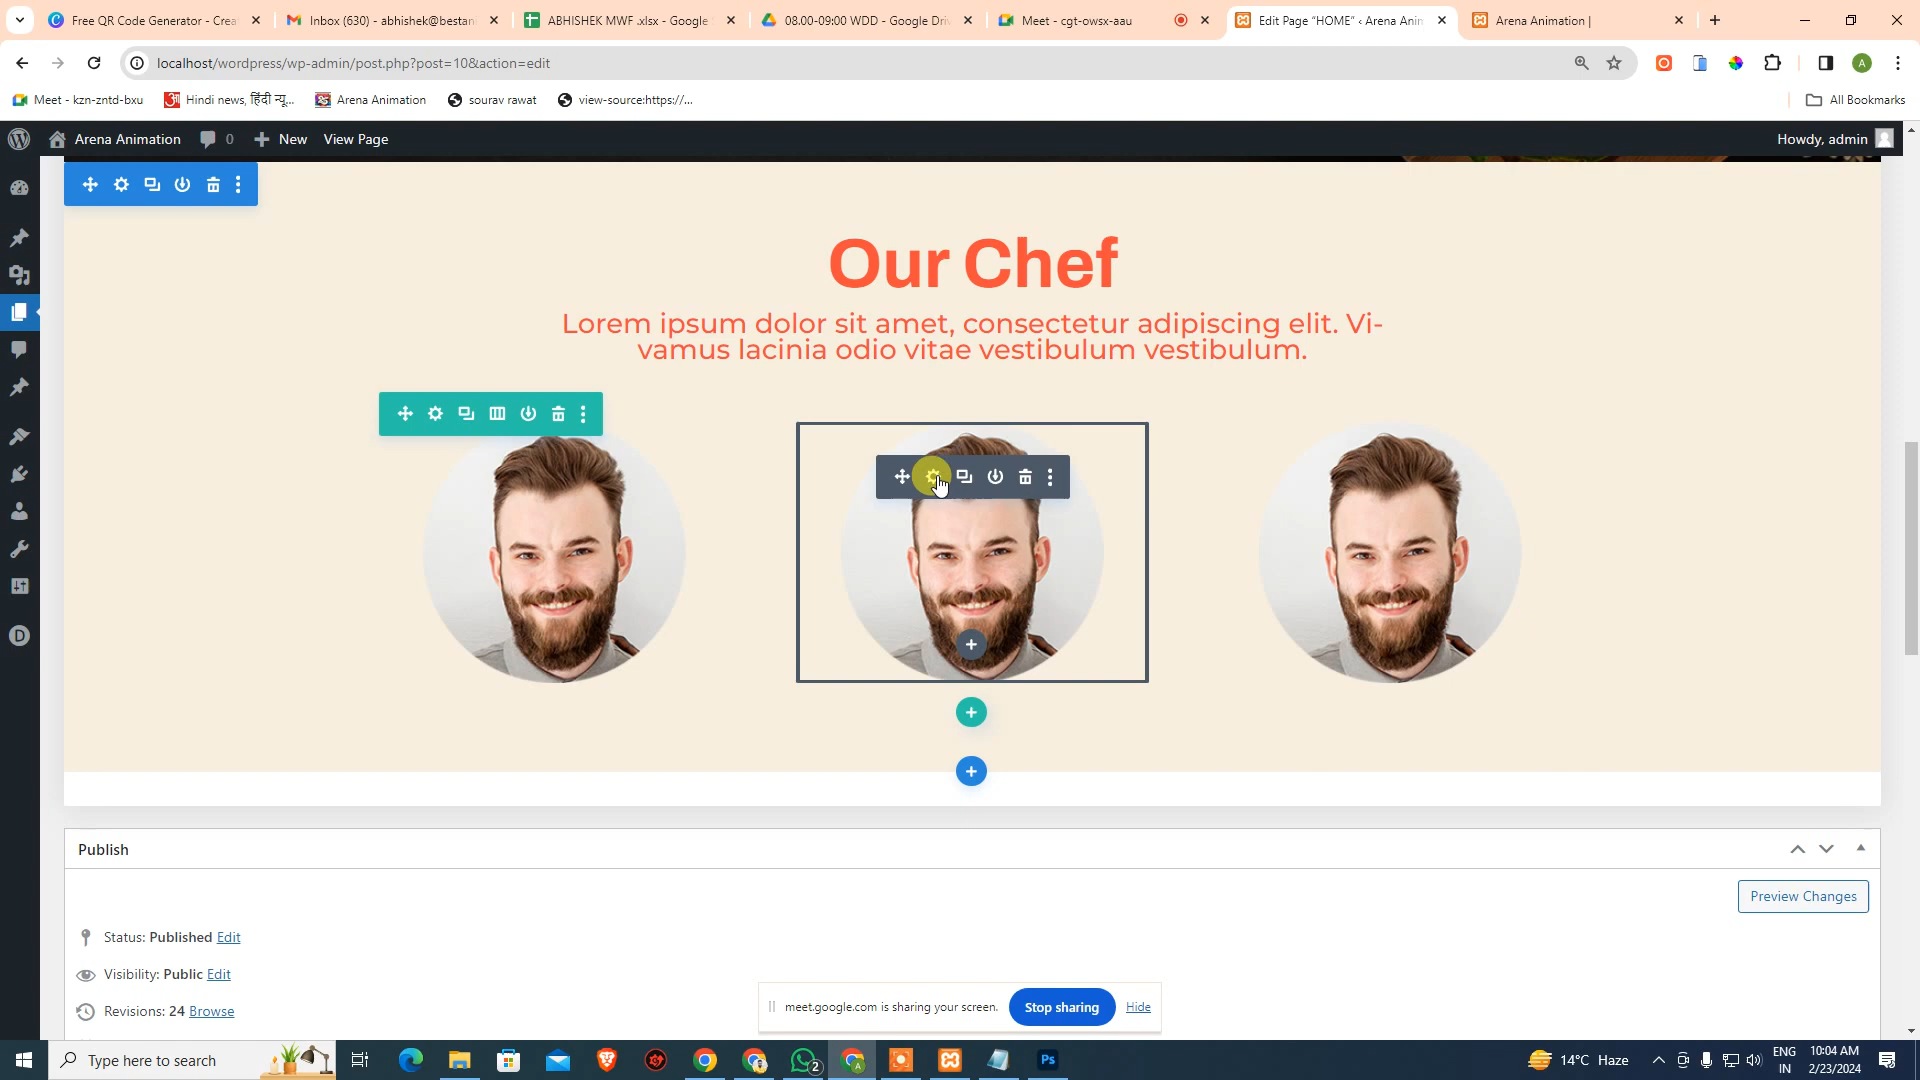 Free QR Code Generator - Crea
Inbox (630) - abhishek@bestani
ABHISHEK MWF .xlsx - Google S
08.00-09:00 WDD - Google Driv
Meet - cgt-owsx-aau
Edit Page “HOME” ‹ Arena Anim
Arena Animation |
localhost/wordpress/wp-admin/post.php?post=10&action=edit
A
Meet - kzn-zntd-bxu
Hindi news, हिंदी न्यू...
Arena Animation
sourav rawat
view-source:https://...
All Bookmarks
Arena Animation
0
New
View Page
Howdy, admin
Our Chef
Lorem ipsum dolor sit amet, consectetur adipiscing elit. Vi-
vamus lacinia odio vitae vestibulum vestibulum.
D
Publish
Preview Changes
Status: Published Edit
Visibility: Public Edit
Revisions: 24 Browse
meet.google.com is sharing your screen.
Stop sharing
Hide
Type here to search
2
A
Ps
14°C Haze
ENG
IN
10:04 AM
2/23/2024